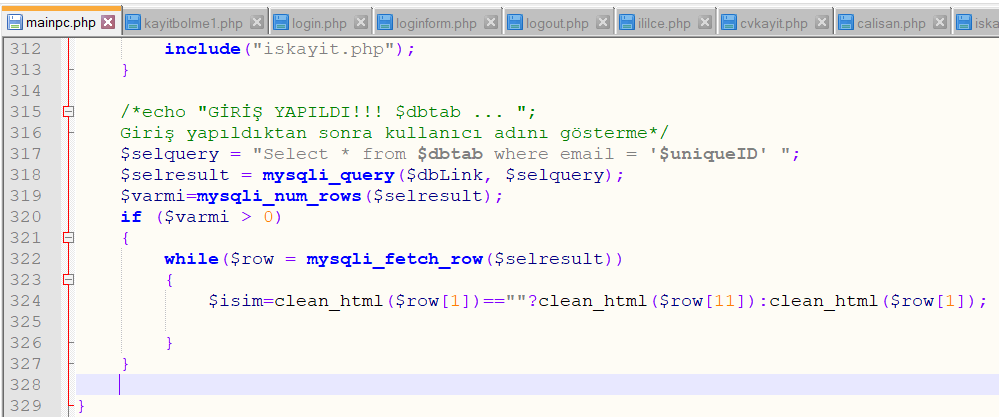 mainpc.php kayitbolme1.php login.php loginform.php logout.php ililce.php cvkayit.php calisan.php iska
312 include("iskayit.php");
313 }
314
315 /*echo "GİRİŞ YAPILDI!!! $dbtab ... ";
316 Giriş yapıldıktan sonra kullanıcı adını gösterme*/
317 $selquery = "Select * from $dbtab where email = '$uniqueID' ";
318 $selresult = mysqli_query($dbLink, $selquery);
319 $varmi=mysqli_num_rows($selresult);
320 if ($varmi > 0)
321 {
322 while($row = mysqli_fetch_row($selresult))
323 {
324 $isim=clean_html($row[1])==""?clean_html($row[11]):clean_html($row[1]);
325
326 }
327 }
328
329 }